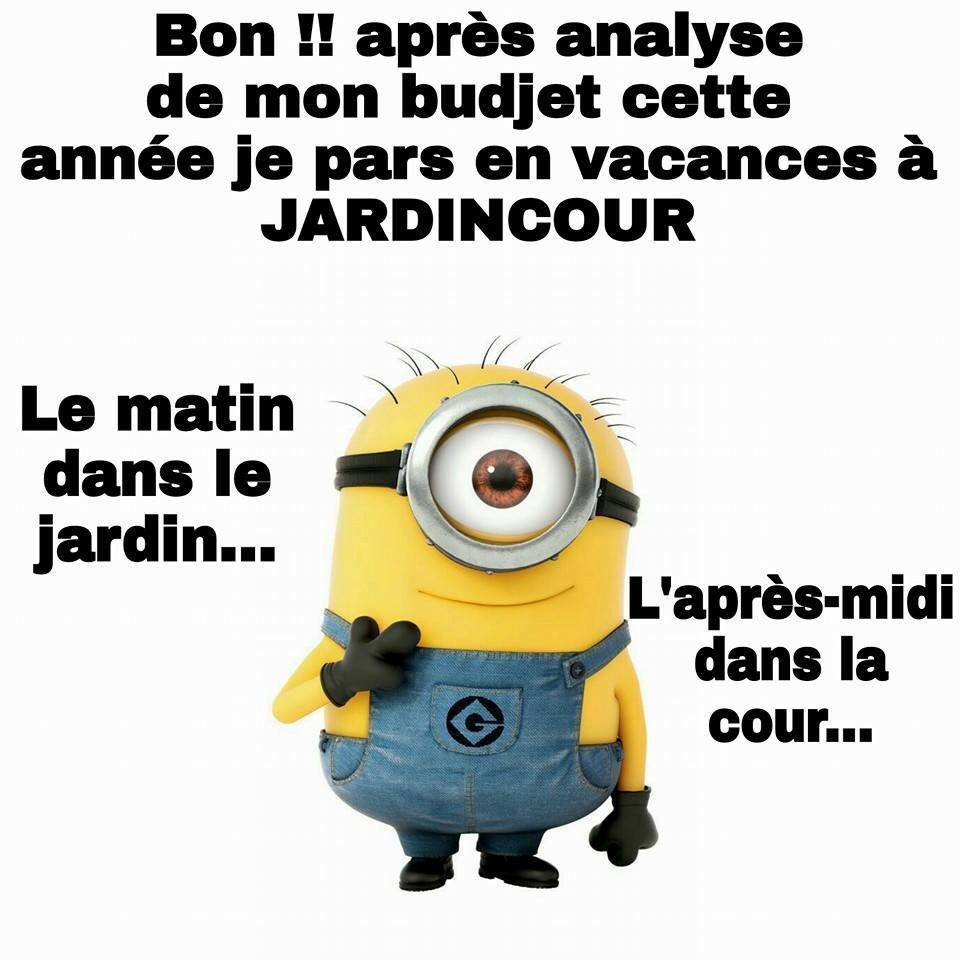 Bon !! après analyse
de mon budjet cette
année je pars en vacances à
JARDINCOUR
Le matin
dans le
jardin...
L'après-midi
dans la
cour...
G